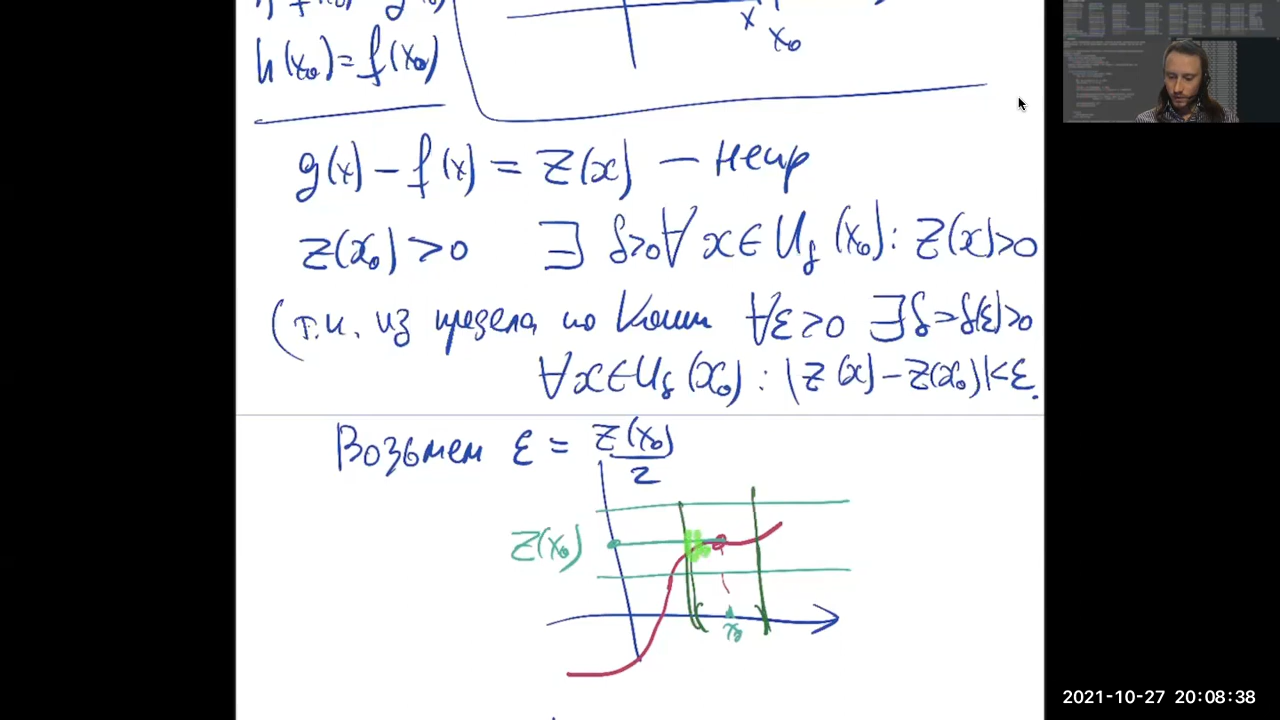 h(x₀)=f(x₀)
x
x₀
g(x) – f(x) = z(x) – непр
z(x₀) > 0 ∃ δ>0 ∀ x ∈ U_δ (x₀): z(x)>0
(т.к. из предела по Коши ∀ε>0 ∃δ=δ(ε)>0
∀x∈U_δ(x₀): |z(x)–z(x₀)|<ε.
Возьмем ε = z(x₀)/2
z(x₀)
x₀
2021-10-27 20:08:38